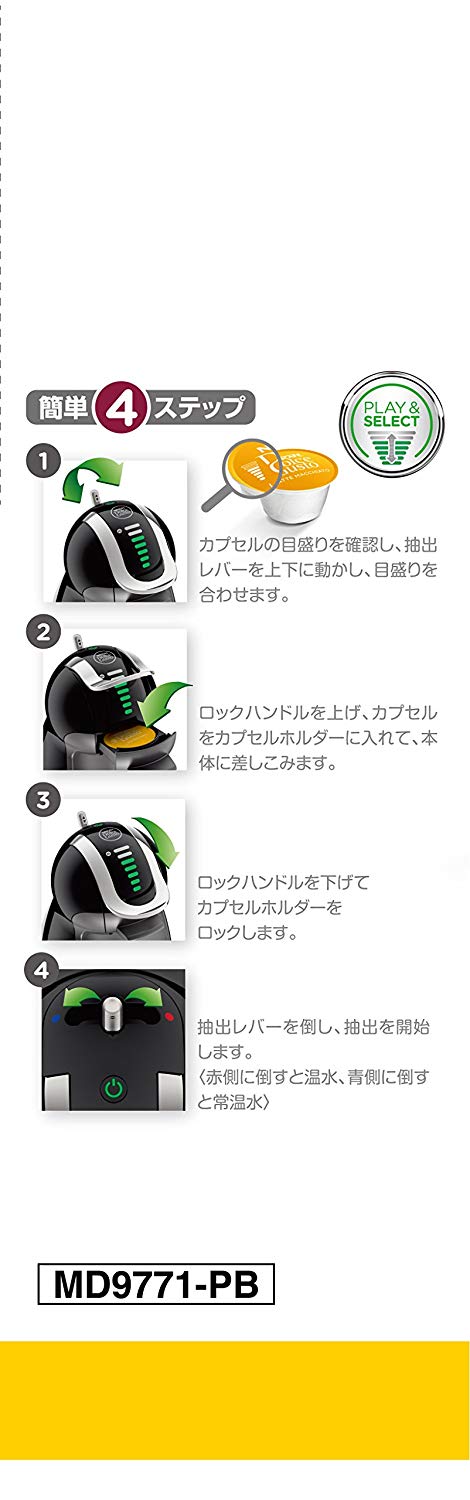 簡単4ステップ
PLAY &
SELECT
1
カプセルの目盛りを確認し、抽出
レバーを上下に動かし、目盛りを
合わせます。
2
ロックハンドルを上げ、カプセル
をカプセルホルダーに入れて、本
体に差しこみます。
3
ロックハンドルを下げて
カプセルホルダーを
ロックします。
4
抽出レバーを倒し、抽出を開始
します。
〈赤側に倒すと温水、青側に倒す
と常温水〉
MD9771-PB